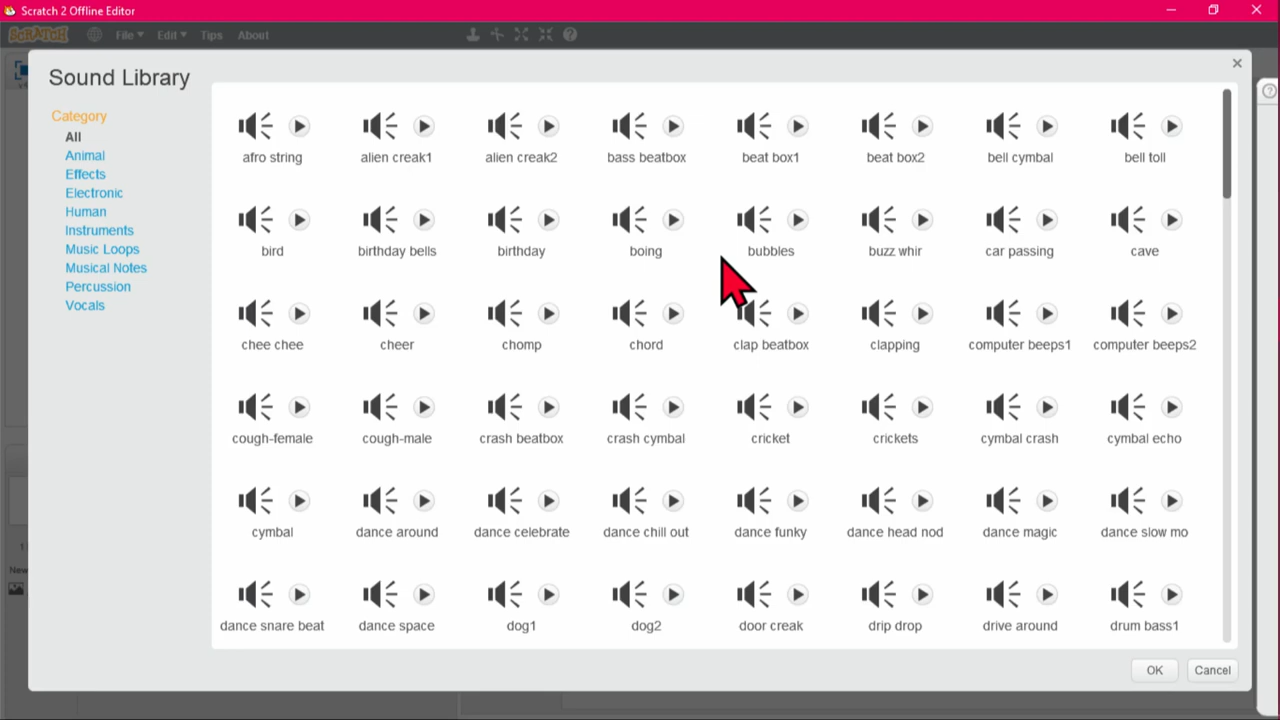 Scratch 2 Offline Editor
SCRATCH File Edit Tips About
Sound Library
Category
All
Animal
Effects
Electronic
Human
Instruments
Music Loops
Musical Notes
Percussion
Vocals
afro string alien creak1 alien creak2 bass beatbox beat box1 beat box2 bell cymbal bell toll
bird birthday bells birthday boing bubbles buzz whir car passing cave
chee chee cheer chomp chord clap beatbox clapping computer beeps1 computer beeps2
cough-female cough-male crash beatbox crash cymbal cricket crickets cymbal crash cymbal echo
cymbal dance around dance celebrate dance chill out dance funky dance head nod dance magic dance slow mo
dance snare beat dance space dog1 dog2 door creak drip drop drive around drum bass1
New
OK Cancel